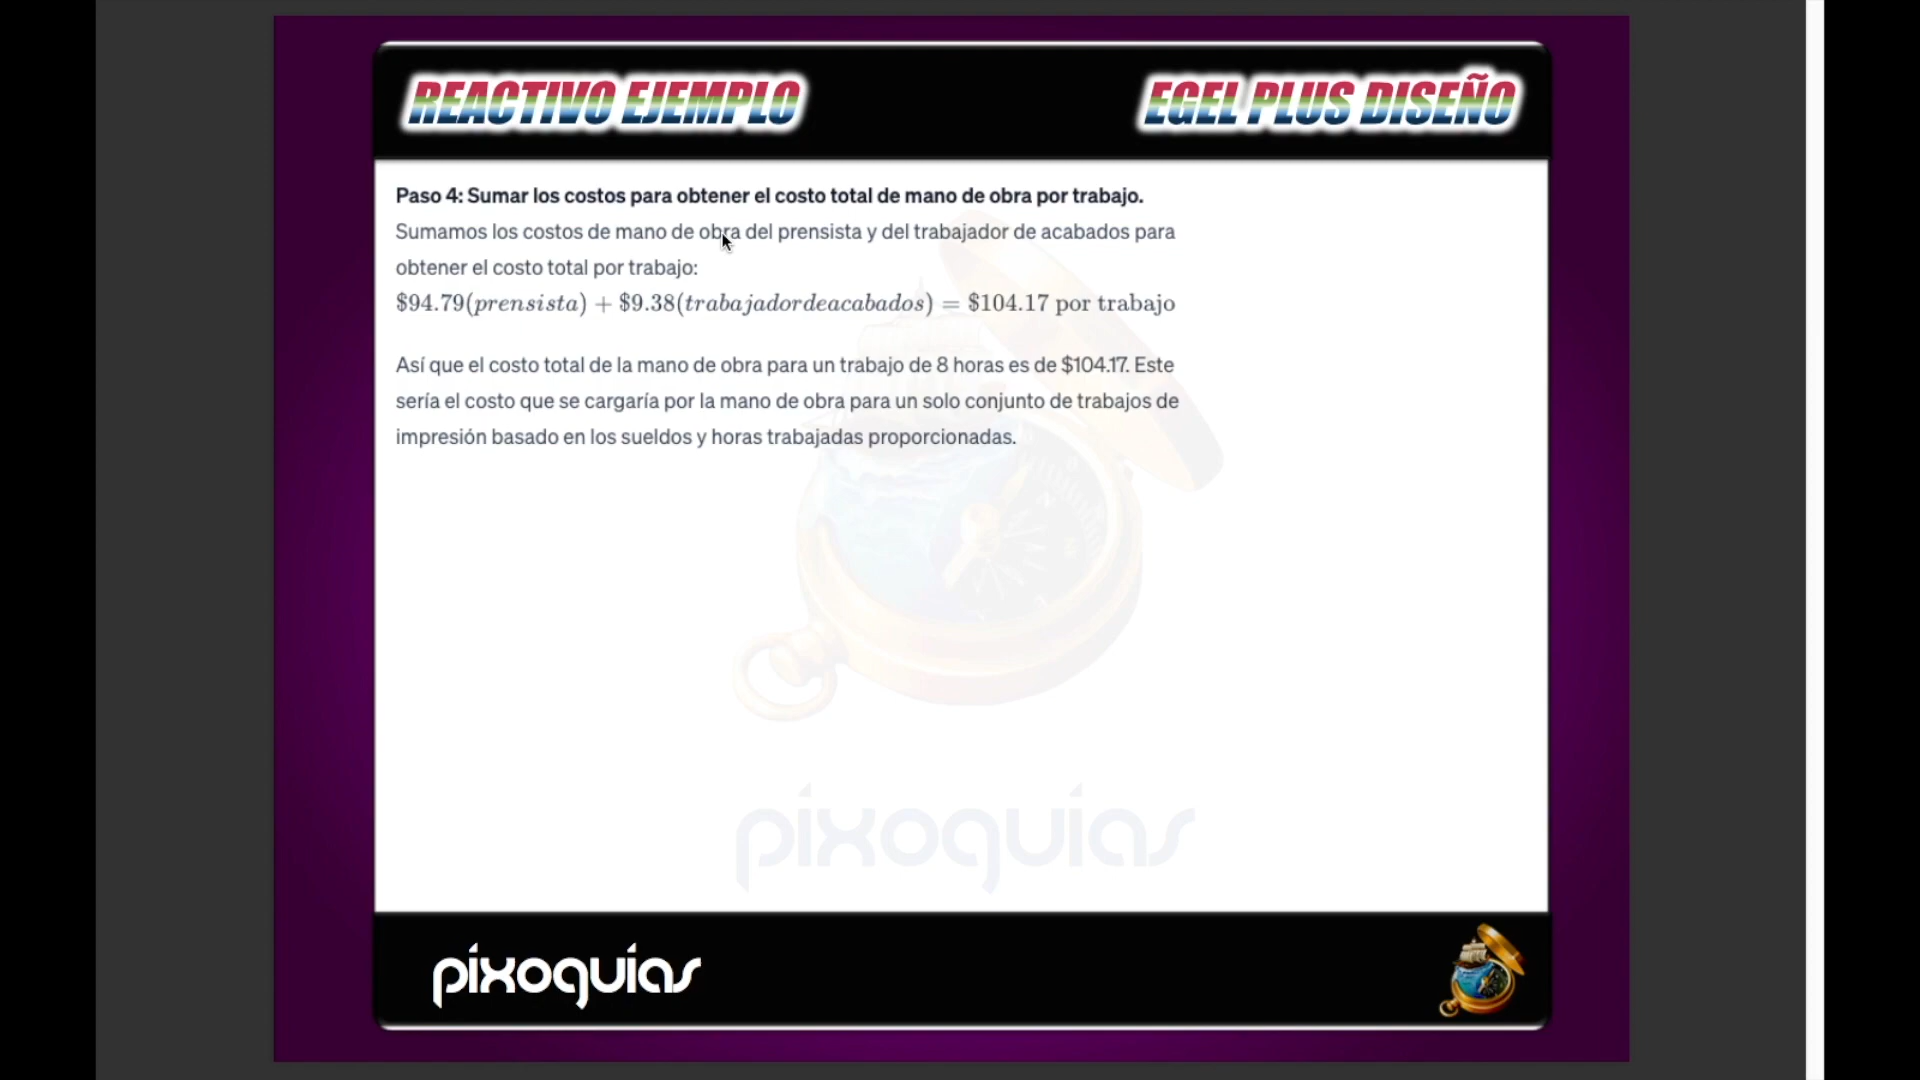 REACTIVO EJEMPLO
EGEL PLUS DISEÑO
Paso 4: Sumar los costos para obtener el costo total de mano de obra por trabajo.
Sumamos los costos de mano de obra del prensista y del trabajador de acabados para
obtener el costo total por trabajo:
$94.79(prensista) + $9.38(trabajadordeacabados) = $104.17 por trabajo
Así que el costo total de la mano de obra para un trabajo de 8 horas es de $104.17. Este
sería el costo que se cargaría por la mano de obra para un solo conjunto de trabajos de
impresión basado en los sueldos y horas trabajadas proporcionadas.
pixoguías
pixoguías